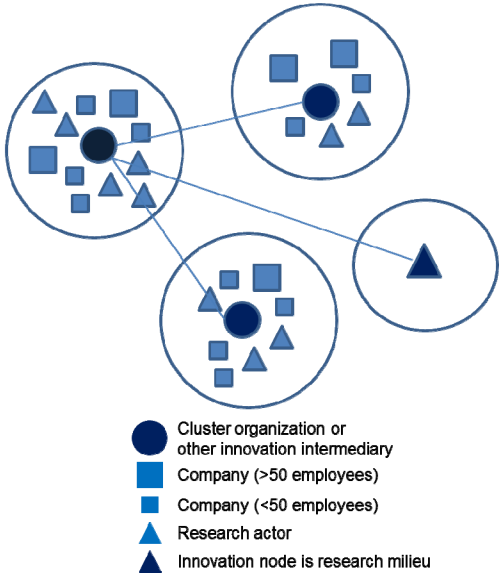 Cluster organization or
other innovation intermediary
Company (>50 employees)
Company (<50 employees)
Research actor
Innovation node is research milieu